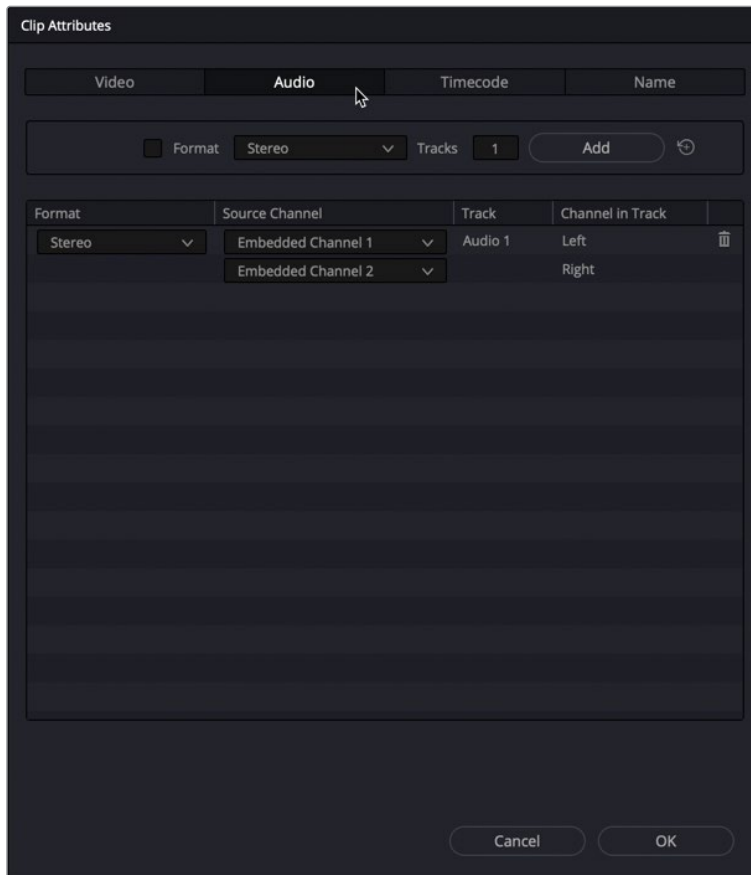 Clip Attributes
Video Audio Timecode Name
Format Stereo Tracks 1 Add
Format Source Channel Track Channel in Track
Stereo Embedded Channel 1 Audio 1 Left
Embedded Channel 2 Right
Cancel OK